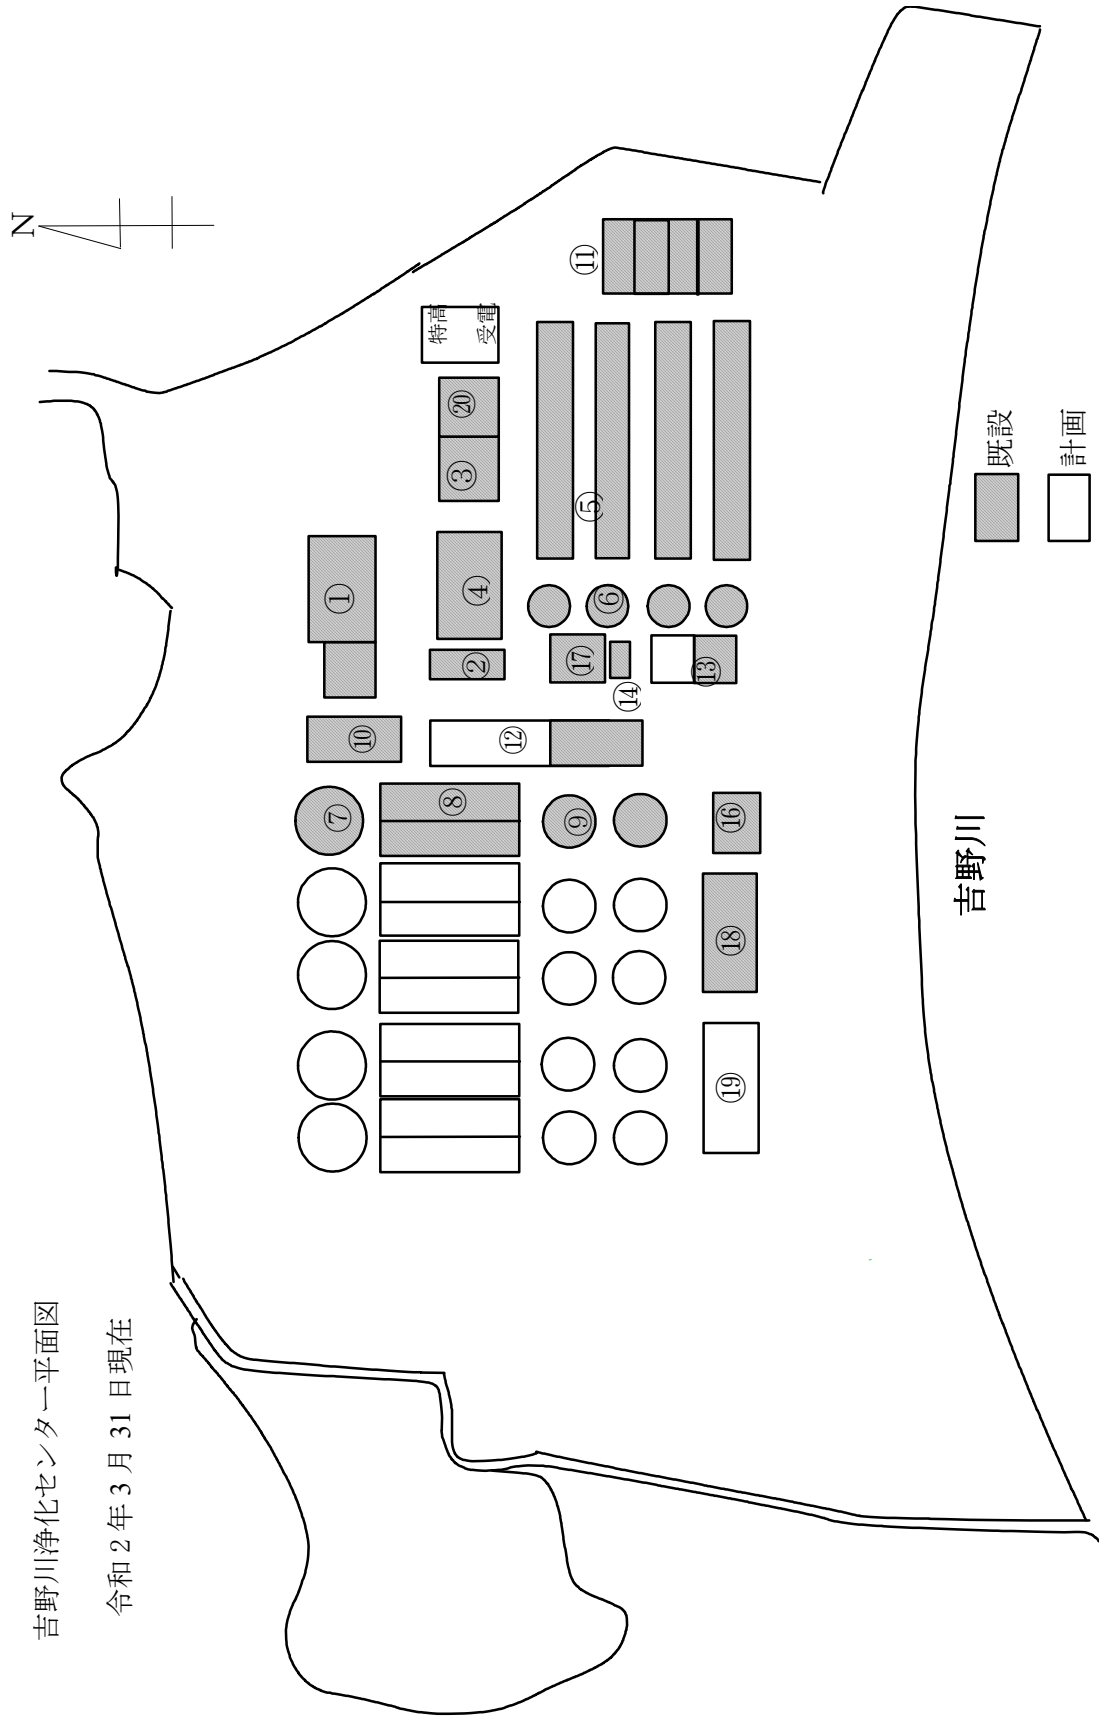 吉野川浄化センター平面図
N
令和 2 年 3 月 31 日現在
⑦
⑩
①
特高
受電
⑧
②
④
③
⑳
⑫
⑨
⑰
⑤
⑪
⑥
⑭
⑬
⑲
⑱
⑯
吉野川
既設
計画